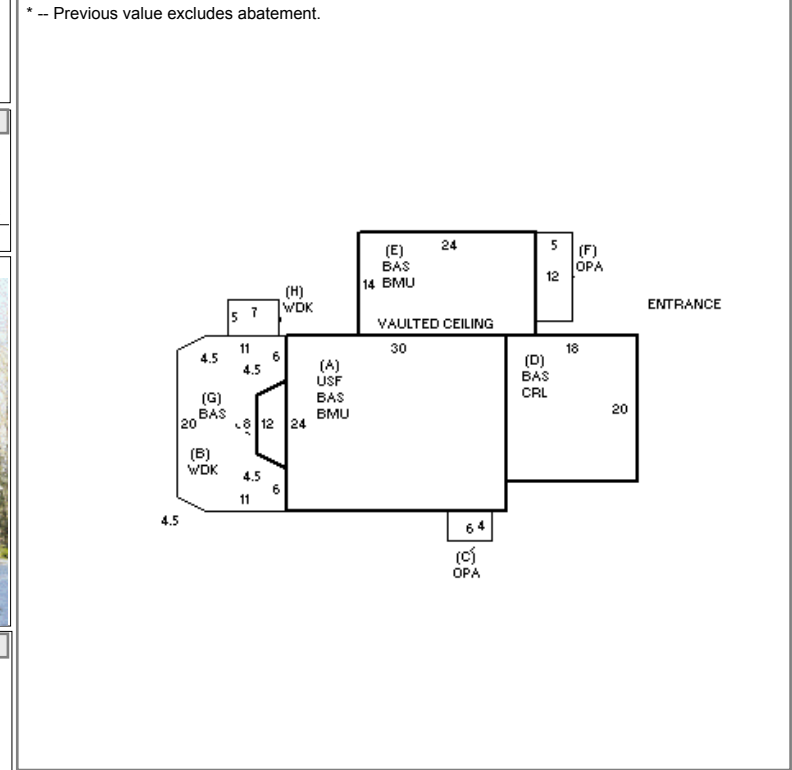 * -- Previous value excludes abatement.
(E) 24 5 (F)
BAS OPA
14 BMU 12
(H)
WDK
5 7
ENTRANCE
VAULTED CEILING
11 30 18
4.5 6
4.5
(A) (D)
USF BAS
BAS CRL
BMU
(G)
BAS
20 8 12 24 20
(B)
WDK
4.5
6
11
4.5
6 4
(C)
OPA